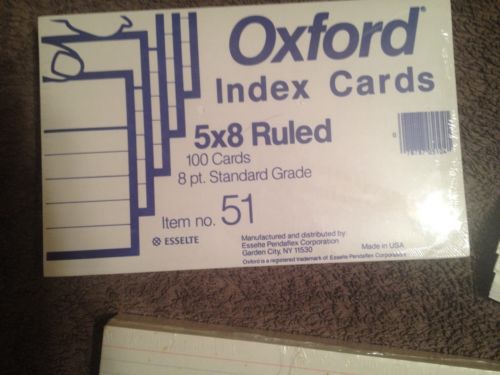 Oxford®
Index Cards
5x8 Ruled
100 Cards
8 pt. Standard Grade
Item no. 51
ESSELTE
Manufactured and distributed by
Esselte Pendaflex Corporation
Garden City, NY 11530
Made in USA
Oxford is a registered trademark of Esselte Pendaflex Corporation